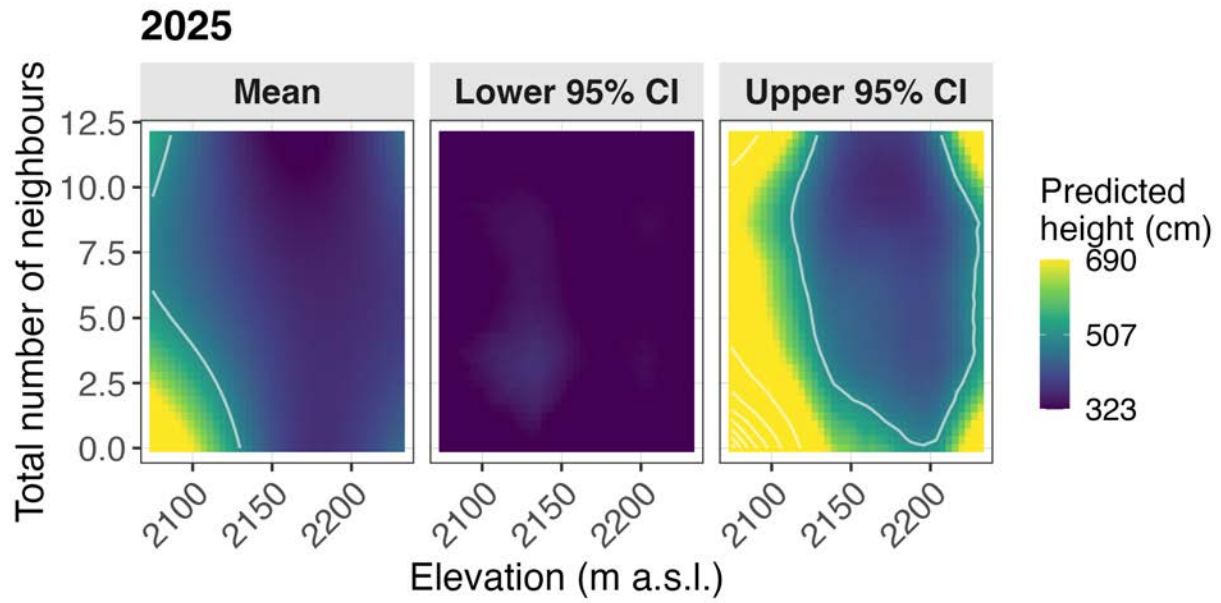 2025
Mean
Lower 95% CI
Upper 95% CI
Total number of neighbours
12.5
10.0
7.5
5.0
2.5
0.0
2100
2150
2200
2100
2150
2200
2100
2150
2200
Elevation (m a.s.l.)
Predicted
height (cm)
690
507
323